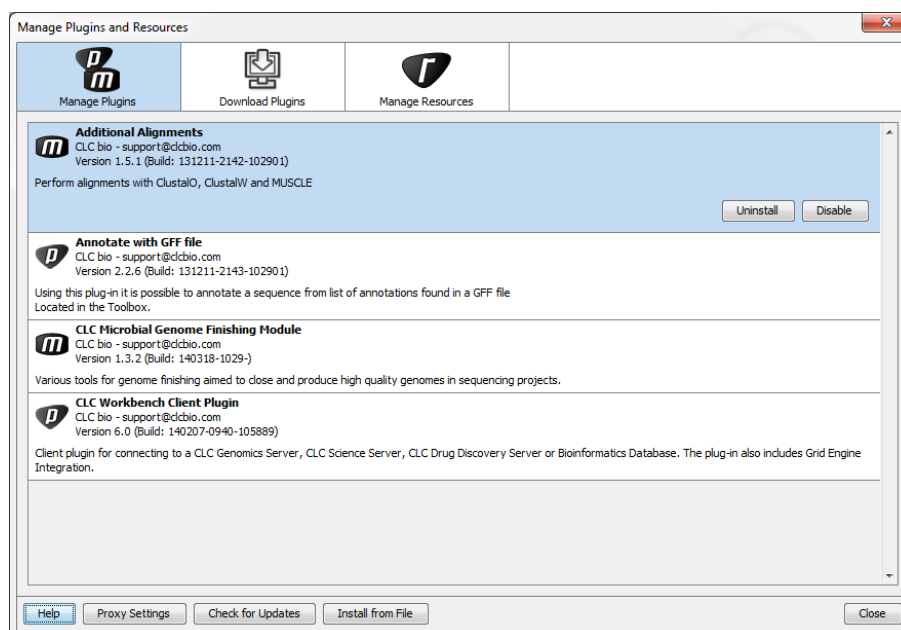 Manage Plugins and Resources
Manage Plugins
Download Plugins
Manage Resources
Additional Alignments
CLC bio - support@clcbio.com
Version 1.5.1 (Build: 131211-2142-102901)
Perform alignments with ClustalO, ClustalW and MUSCLE
Uninstall
Disable
Annotate with GFF file
CLC bio - support@clcbio.com
Version 2.2.6 (Build: 131211-2143-102901)
Using this plug-in it is possible to annotate a sequence from list of annotations found in a GFF file
Located in the Toolbox.
CLC Microbial Genome Finishing Module
CLC bio - support@clcbio.com
Version 1.3.2 (Build: 140318-1029-)
Various tools for genome finishing aimed to close and produce high quality genomes in sequencing projects.
CLC Workbench Client Plugin
CLC bio - support@clcbio.com
Version 6.0 (Build: 140207-0940-105889)
Client plugin for connecting to a CLC Genomics Server, CLC Science Server, CLC Drug Discovery Server or Bioinformatics Database. The plug-in also includes Grid Engine
Integration.
Help
Proxy Settings
Check for Updates
Install from File
Close